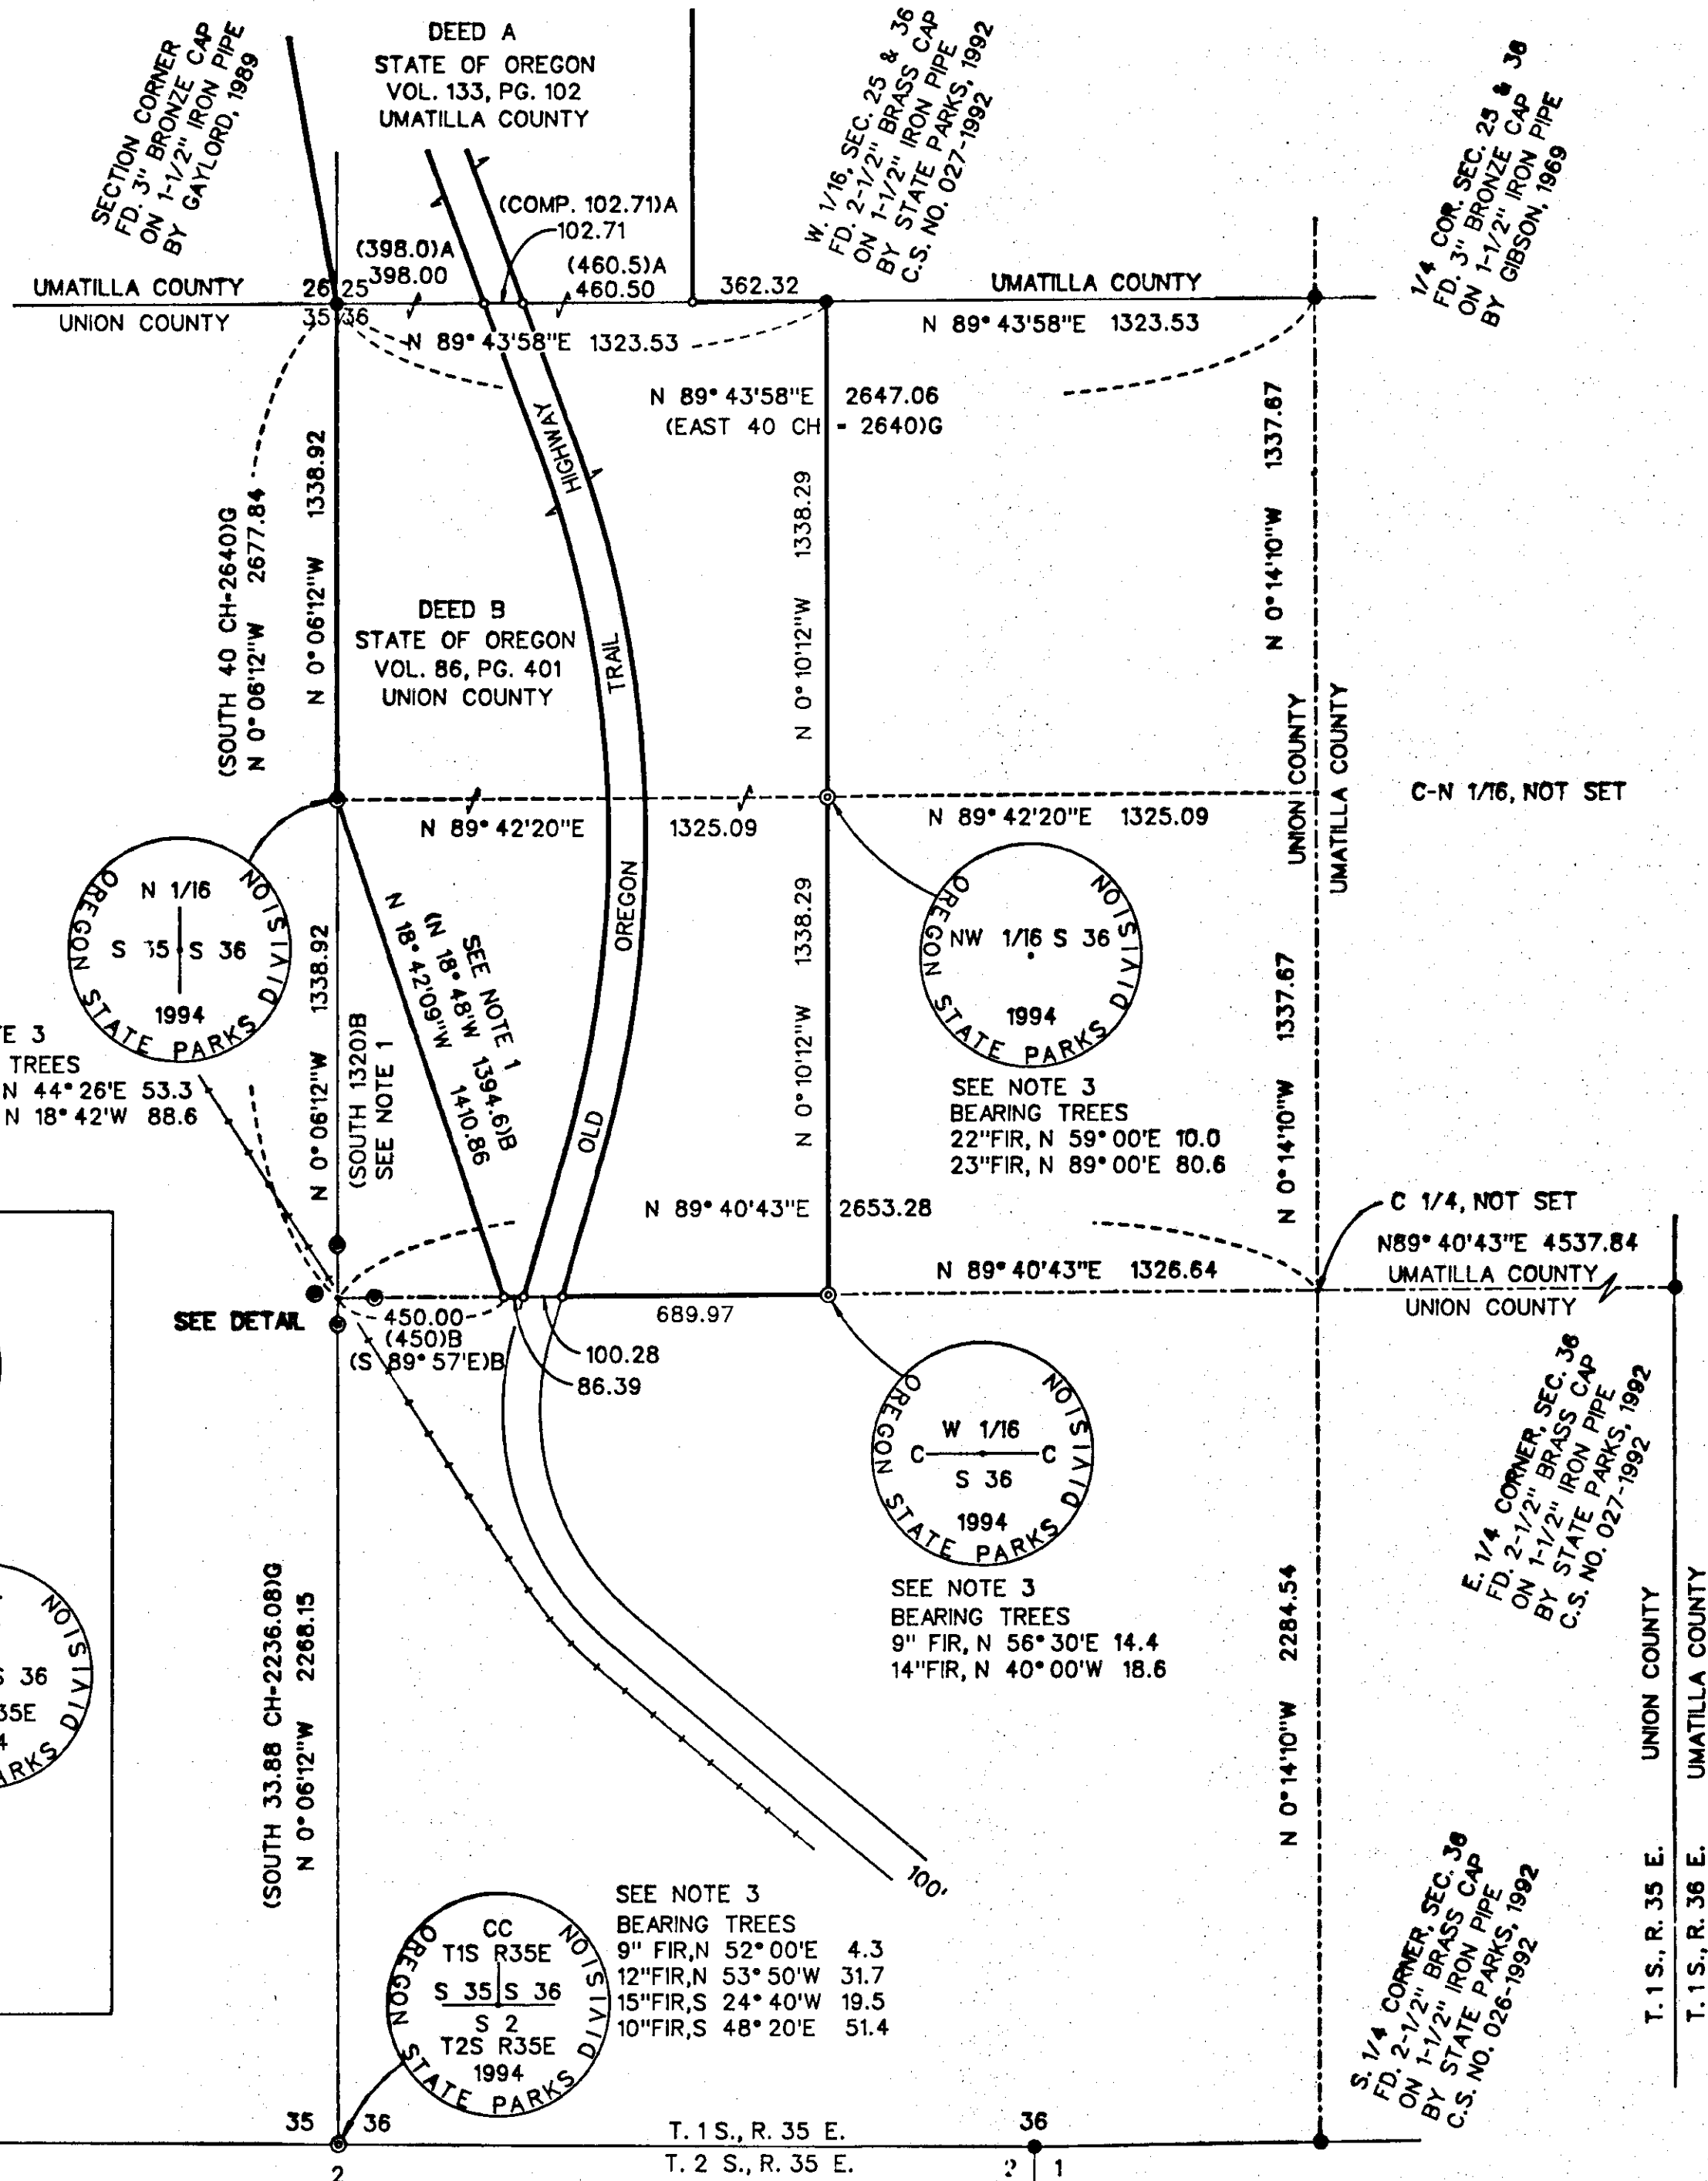 DEED A
STATE OF OREGON
VOL. 133, PG. 102
UMATILLA COUNTY
SECTION CORNER
FD. 3" BRONZE CAP
ON 1-1/2" IRON PIPE
BY GAYLORD, 1989
W. 1/16, SEC. 25 & 36
FD. 2-1/2" BRASS CAP
ON 1-1/2" IRON PIPE
BY STATE PARKS, 1992
C.S. NO. 027-1992
1/4 COR. SEC. 25 & 36
FD. 3" BRONZE CAP
ON 1-1/2" IRON PIPE
BY GIBSON, 1969
(COMP. 102.71)A
102.71
(398.0)A
398.00
(460.5)A
460.50
362.32
UMATILLA COUNTY
UNION COUNTY
26 25
35 36
UMATILLA COUNTY
N 89°43'58"E 1323.53
N 89°43'58"E 1323.53
N 89°43'58"E 2647.06
(EAST 40 CH = 2640)G
HIGHWAY
TRAIL
OREGON
OLD
(SOUTH 40 CH=2640)G
N 0°06'12"W 2677.84
N 0°06'12"W 1338.92
N 0°10'12"W 1338.29
N 0°14'10"W 1337.67
DEED B
STATE OF OREGON
VOL. 86, PG. 401
UNION COUNTY
UNION COUNTY
UMATILLA COUNTY
C-N 1/16, NOT SET
N 89°42'20"E 1325.09
N 89°42'20"E 1325.09
OREGON STATE PARKS DIVISION
N 1/16
S 35 S 36
1994
OREGON STATE PARKS DIVISION
NW 1/16 S 36
1994
SEE NOTE 1
(N 18°48'W 1394.6)B
N 18°42'09"W 1410.86
N 0°06'12"W 1338.92
(SOUTH 1320)B
SEE NOTE 1
N 0°10'12"W 1338.29
N 0°14'10"W 1337.67
TE 3
TREES
N 44°26'E 53.3
N 18°42'W 88.6
SEE NOTE 3
BEARING TREES
22"FIR, N 59°00'E 10.0
23"FIR, N 89°00'E 80.6
N 89°40'43"E 2653.28
C 1/4, NOT SET
N89°40'43"E 4537.84
UMATILLA COUNTY
UNION COUNTY
N 89°40'43"E 1326.64
SEE DETAIL
450.00
(450)B
(S 89°57'E)B
100.28
86.39
689.97
OREGON STATE PARKS DIVISION
W 1/16
C C
S 36
1994
SEE NOTE 3
BEARING TREES
9" FIR, N 56°30'E 14.4
14"FIR, N 40°00'W 18.6
E. 1/4 CORNER, SEC. 36
FD. 2-1/2" BRASS CAP
ON 1-1/2" IRON PIPE
BY STATE PARKS, 1992
C.S. NO. 027-1992
S 36
35E
4
ARKS DIVISION
(SOUTH 33.88 CH=2236.08)G
N 0°06'12"W 2268.15
N 0°14'10"W 2284.54
UNION COUNTY
UMATILLA COUNTY
T. 1 S., R. 35 E.
T. 1 S., R. 36 E.
100'
OREGON STATE PARKS DIVISION
CC
T1S R35E
S 35 S 36
S 2
T2S R35E
1994
SEE NOTE 3
BEARING TREES
9" FIR,N 52°00'E 4.3
12"FIR,N 53°50'W 31.7
15"FIR,S 24°40'W 19.5
10"FIR,S 48°20'E 51.4
S. 1/4 CORNER, SEC. 36
FD. 2-1/2" BRASS CAP
ON 1-1/2" IRON PIPE
BY STATE PARKS, 1992
C.S. NO. 026-1992
35 36
T. 1 S., R. 35 E.
36
2
T. 2 S., R. 35 E.
2 1